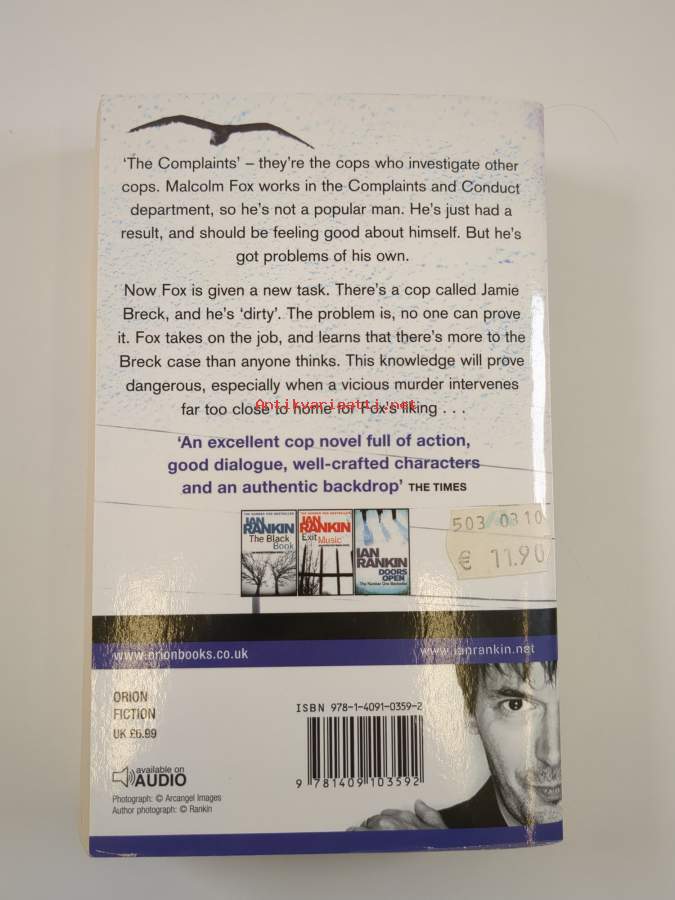 ‘The Complaints’ – they’re the cops who investigate other
cops. Malcolm Fox works in the Complaints and Conduct
department, so he’s not a popular man. He’s just had a
result, and should be feeling good about himself. But he’s
got problems of his own.
Now Fox is given a new task. There’s a cop called Jamie
Breck, and he’s ‘dirty’. The problem is, no one can prove
it. Fox takes on the job, and learns that there’s more to the
Breck case than anyone thinks. This knowledge will prove
dangerous, especially when a vicious murder intervenes
far too close to home for Fox’s liking . . .
Antikvariaatti.net
‘An excellent cop novel full of action,
good dialogue, well-crafted characters
and an authentic backdrop’ THE TIMES
IAN
RANKIN
The Black
Book
IAN
RANKIN
Exit
Music
IAN
RANKIN
DOORS
OPEN
The Number One Bestseller
503 0310
€ 11.90
www.orionbooks.co.uk
www.ianrankin.net
ORION
FICTION
UK £6.99
ISBN 978-1-4091-0359-2
9 781409 103592
available on
AUDIO
Photograph: © Arcangel Images
Author photograph: © Rankin